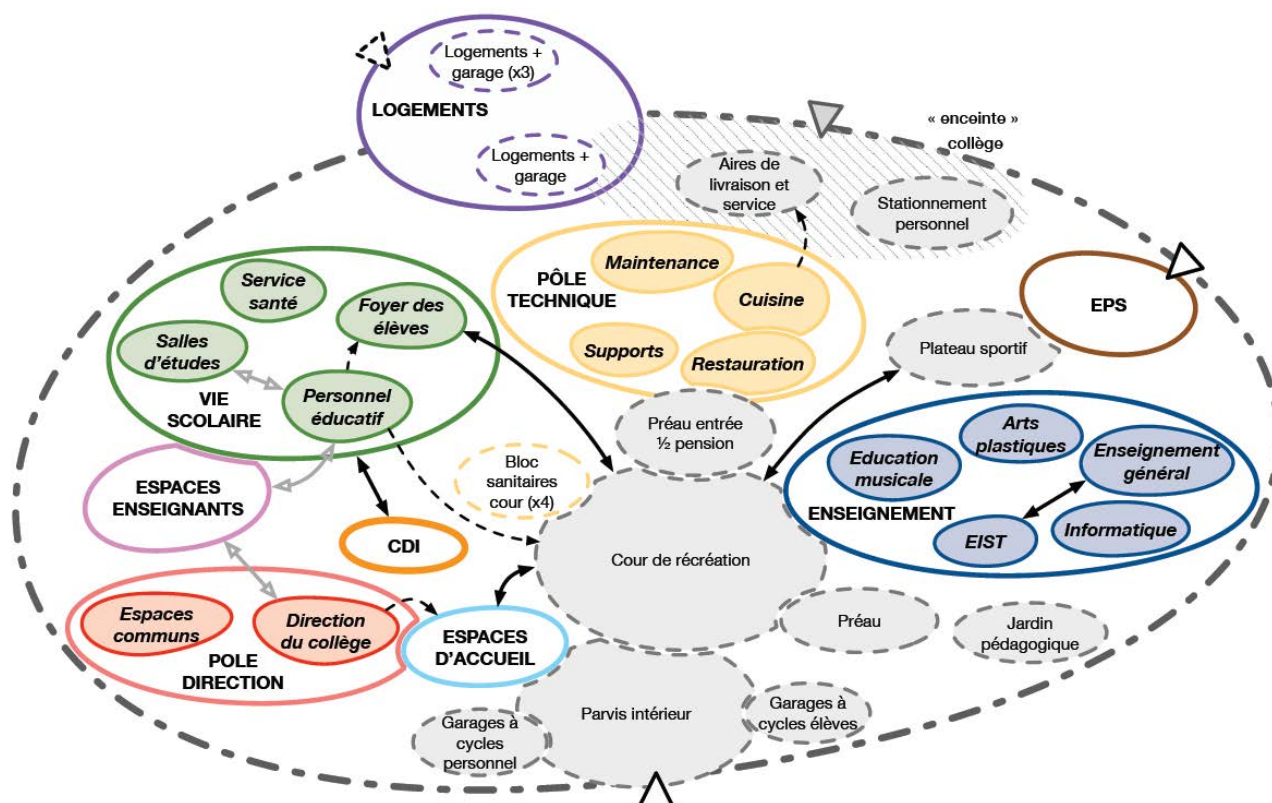 Logements +
garage (x3)
LOGEMENTS
Logements +
garage
« enceinte »
collège
Aires de
livraison et
service
Stationnement
personnel
PÔLE
TECHNIQUE
Maintenance
Cuisine
Supports
Restauration
Service
santé
Foyer des
élèves
Salles
d'études
Personnel
éducatif
VIE
SCOLAIRE
EPS
Plateau sportif
Préau entrée
½ pension
Bloc
sanitaires
cour (x4)
Arts
plastiques
Education
musicale
Enseignement
général
ENSEIGNEMENT
EIST
Informatique
ESPACES
ENSEIGNANTS
CDI
Cour de récréation
Espaces
communs
Direction
du collège
POLE
DIRECTION
ESPACES
D'ACCUEIL
Préau
Jardin
pédagogique
Parvis intérieur
Garages à
cycles élèves
Garages à
cycles
personnel